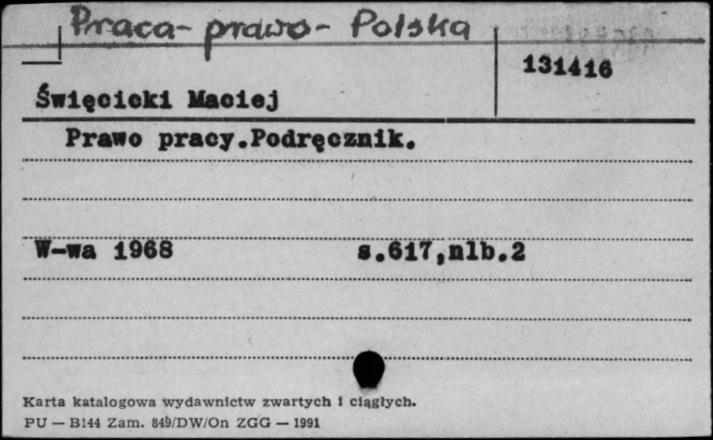 Praca- prawo- Polska
131416
Święcicki Maciej
Prawo pracy.Podręcznik.
W-wa 1968 s.617,nlb.2
Karta katalogowa wydawnictw zwartych i ciągłych.
PU — B144 Zam. 849/DW/On ZGG — 1991